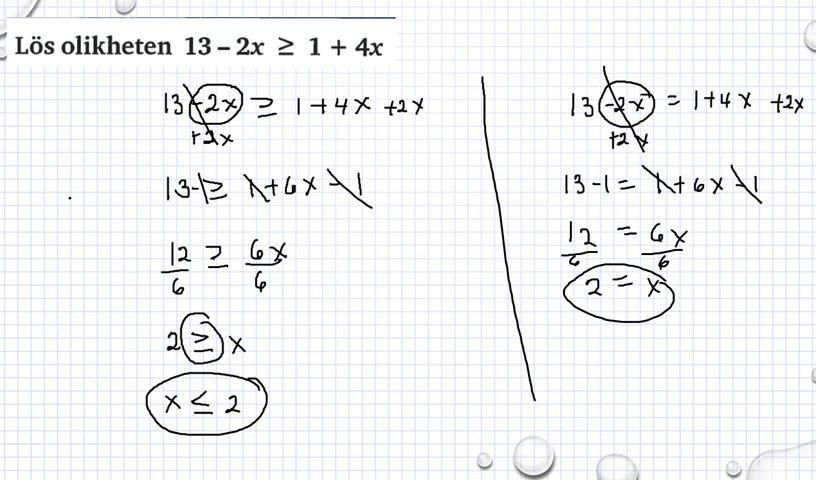 Lös olikheten 13 – 2x ≥ 1 + 4x
13 -2x ≥ 1 + 4x +2x
+2x
13-1 ≥ 1 + 6x -1
12/6 ≥ 6x/6
2 ≥ x
x ≤ 2
13 -2x = 1+4x +2x
+2x
13 -1 = 1+6x -1
12/6 = 6x/6
2 = x